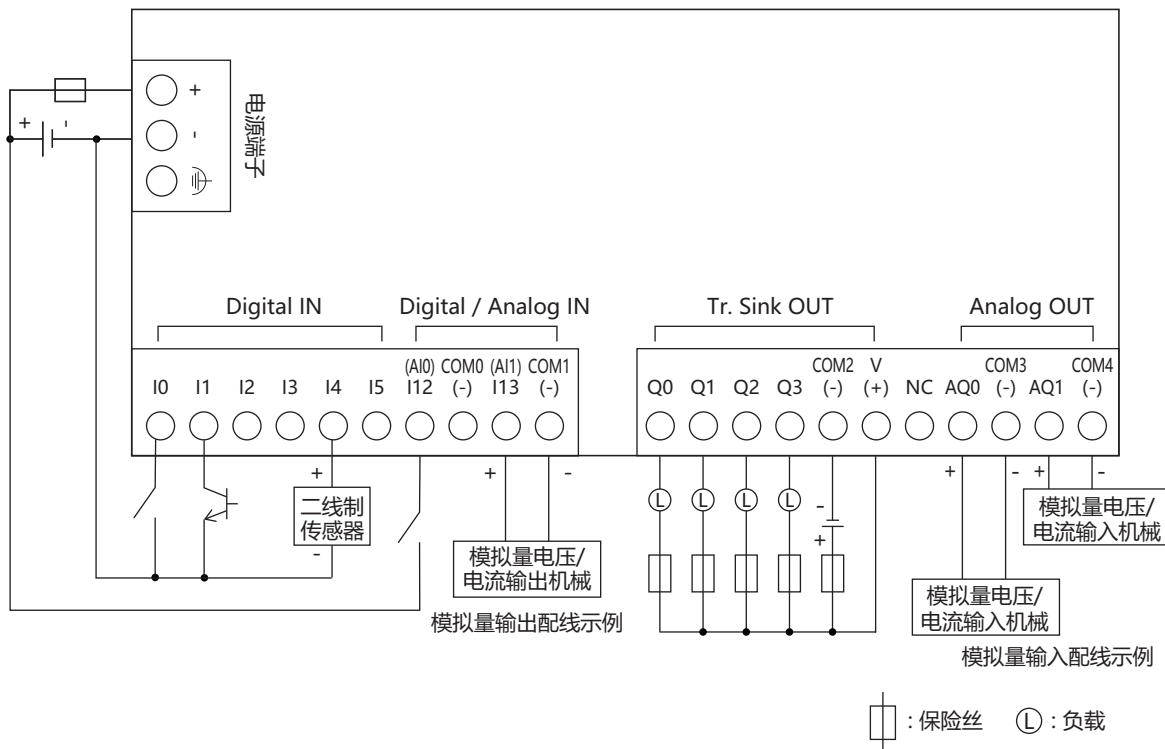 +
-
+ -
电源端子
Digital IN
Digital / Analog IN
Tr. Sink OUT
Analog OUT
(AI0) COM0 (AI1) COM1
I0 I1 I2 I3 I4 I5 I12 (-) I13 (-)
COM2 V COM3 COM4
Q0 Q1 Q2 Q3 (-) (+) NC AQ0 (-) AQ1 (-)
+
二线制
传感器
-
+ -
模拟量电压/
电流输出机械
模拟量输出配线示例
L L L L
-
+
+ - + -
模拟量电压/
电流输入机械
模拟量电压/
电流输入机械
模拟量输入配线示例
: 保险丝
L : 负载